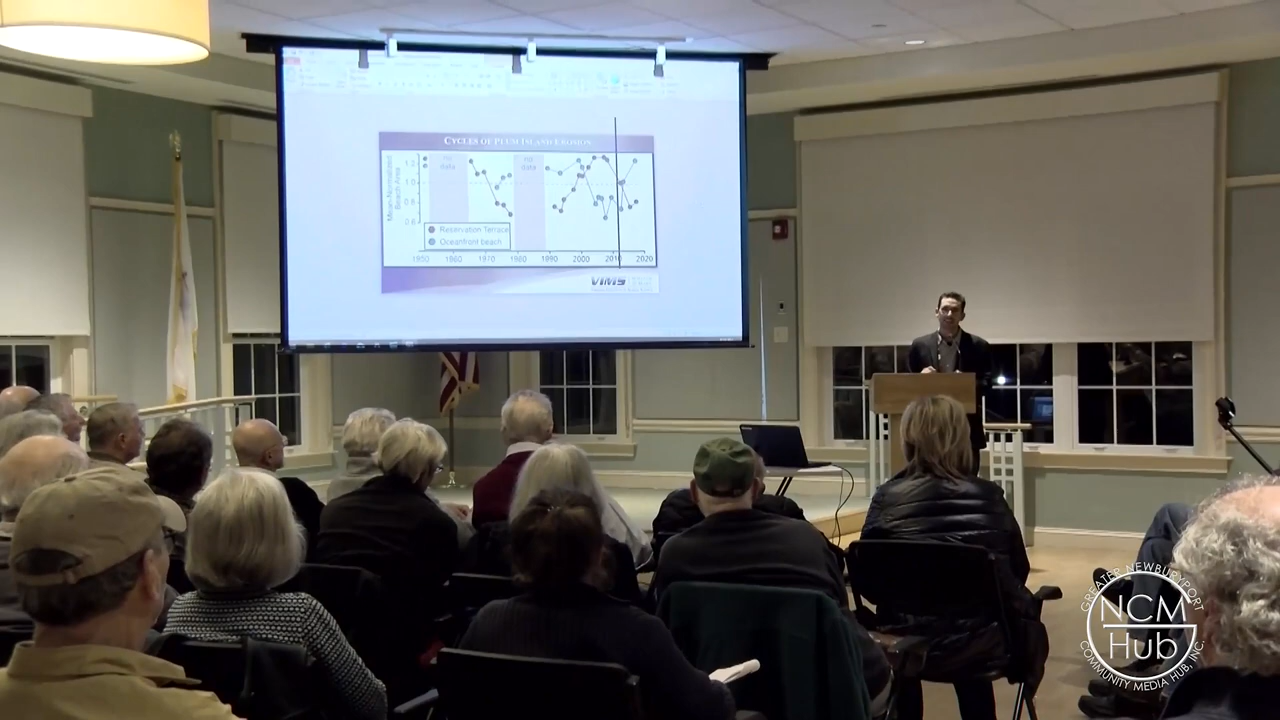 CYCLES OF PLUM ISLAND EROSION
no data
no data
Mean Normalized
Beach Area
1.2
1.0
0.8
0.6
Reservation Terrace
Oceanfront beach
1950 1960 1970 1980 1990 2000 2010 2020
VIMS
GREATER NEWBURYPORT
NCM
Hub
COMMUNITY MEDIA HUB, INC.